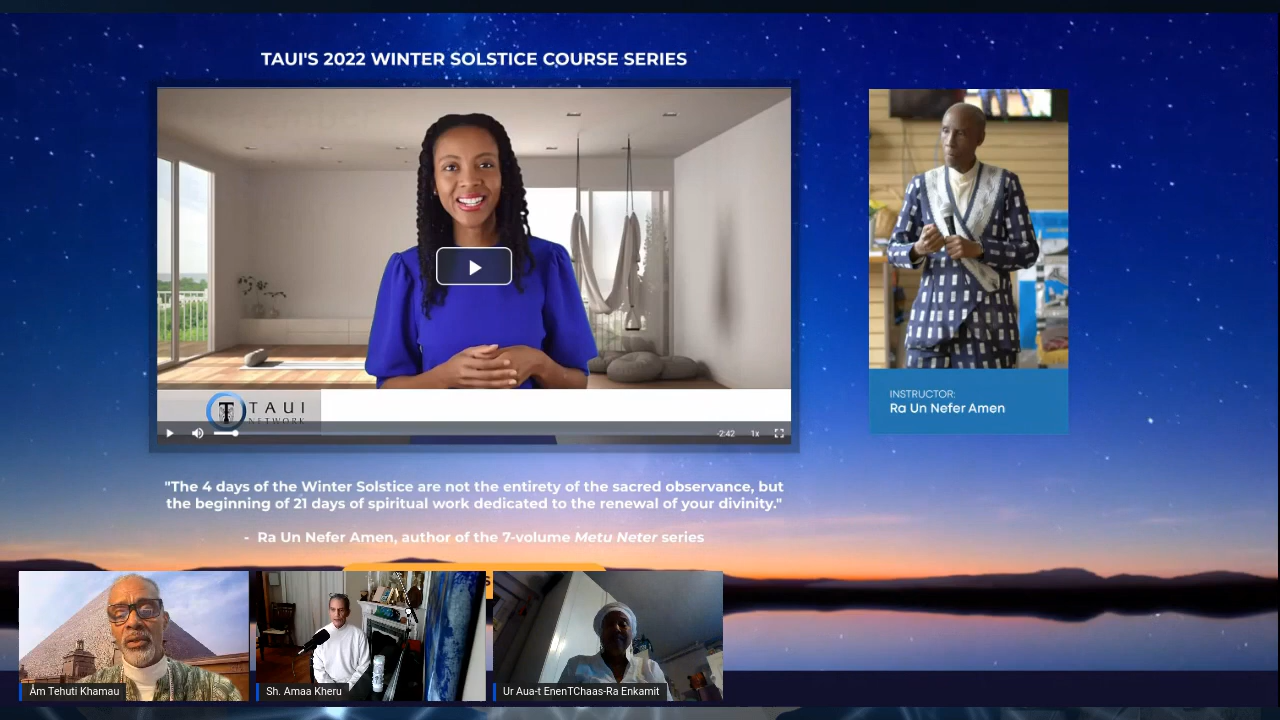 TAUI'S 2022 WINTER SOLSTICE COURSE SERIES
TAUI
NETWORK
-2:42
1x
INSTRUCTOR:
Ra Un Nefer Amen
"The 4 days of the Winter Solstice are not the entirety of the sacred observance, but
the beginning of 21 days of spiritual work dedicated to the renewal of your divinity."
- Ra Un Nefer Amen, author of the 7-volume Metu Neter series
Ám Tehuti Khamau
Sh. Amaa Kheru
Ur Aua-t EnenTChaas-Ra Enkamit